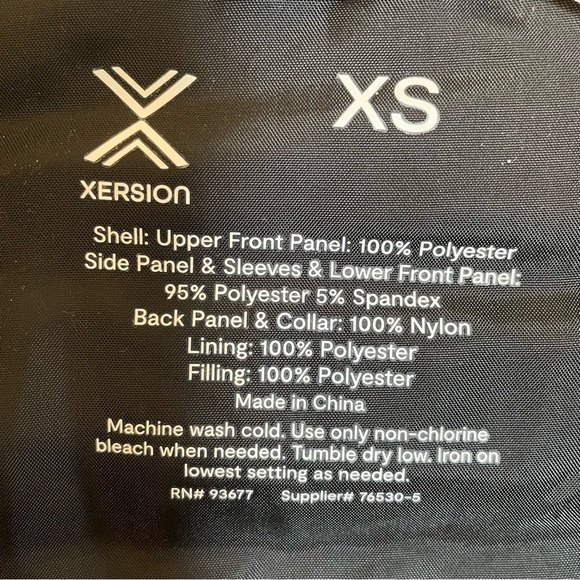 XS
XERSION
Shell: Upper Front Panel: 100% Polyester
Side Panel & Sleeves & Lower Front Panel:
95% Polyester 5% Spandex
Back Panel & Collar: 100% Nylon
Lining: 100% Polyester
Filling: 100% Polyester
Made in China
Machine wash cold. Use only non-chlorine
bleach when needed. Tumble dry low. Iron on
lowest setting as needed.
RN# 93677 Supplier# 76530-5